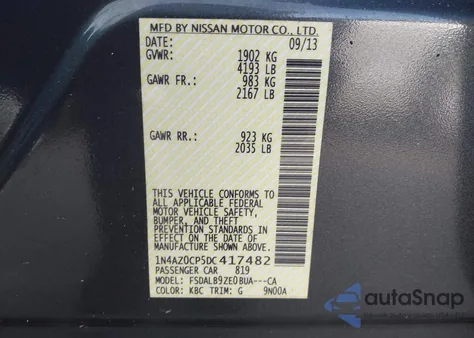 MFD BY NISSAN MOTOR CO., LTD.
DATE: 09/13
GVWR: 1902 KG
4193 LB
GAWR FR.: 983 KG
2167 LB
GAWR RR.: 923 KG
2035 LB
THIS VEHICLE CONFORMS TO
ALL APPLICABLE FEDERAL
MOTOR VEHICLE SAFETY,
BUMPER, AND THEFT
PREVENTION STANDARDS IN
EFFECT ON THE DATE OF
MANUFACTURE SHOWN ABOVE.
1N4AZ0CP5DC417482
PASSENGER CAR 819
MODEL: FSDALB9ZE0BUA---CA
COLOR: KBC TRIM: G 9N00A
autoSnap
Powered by AutoBidMaster